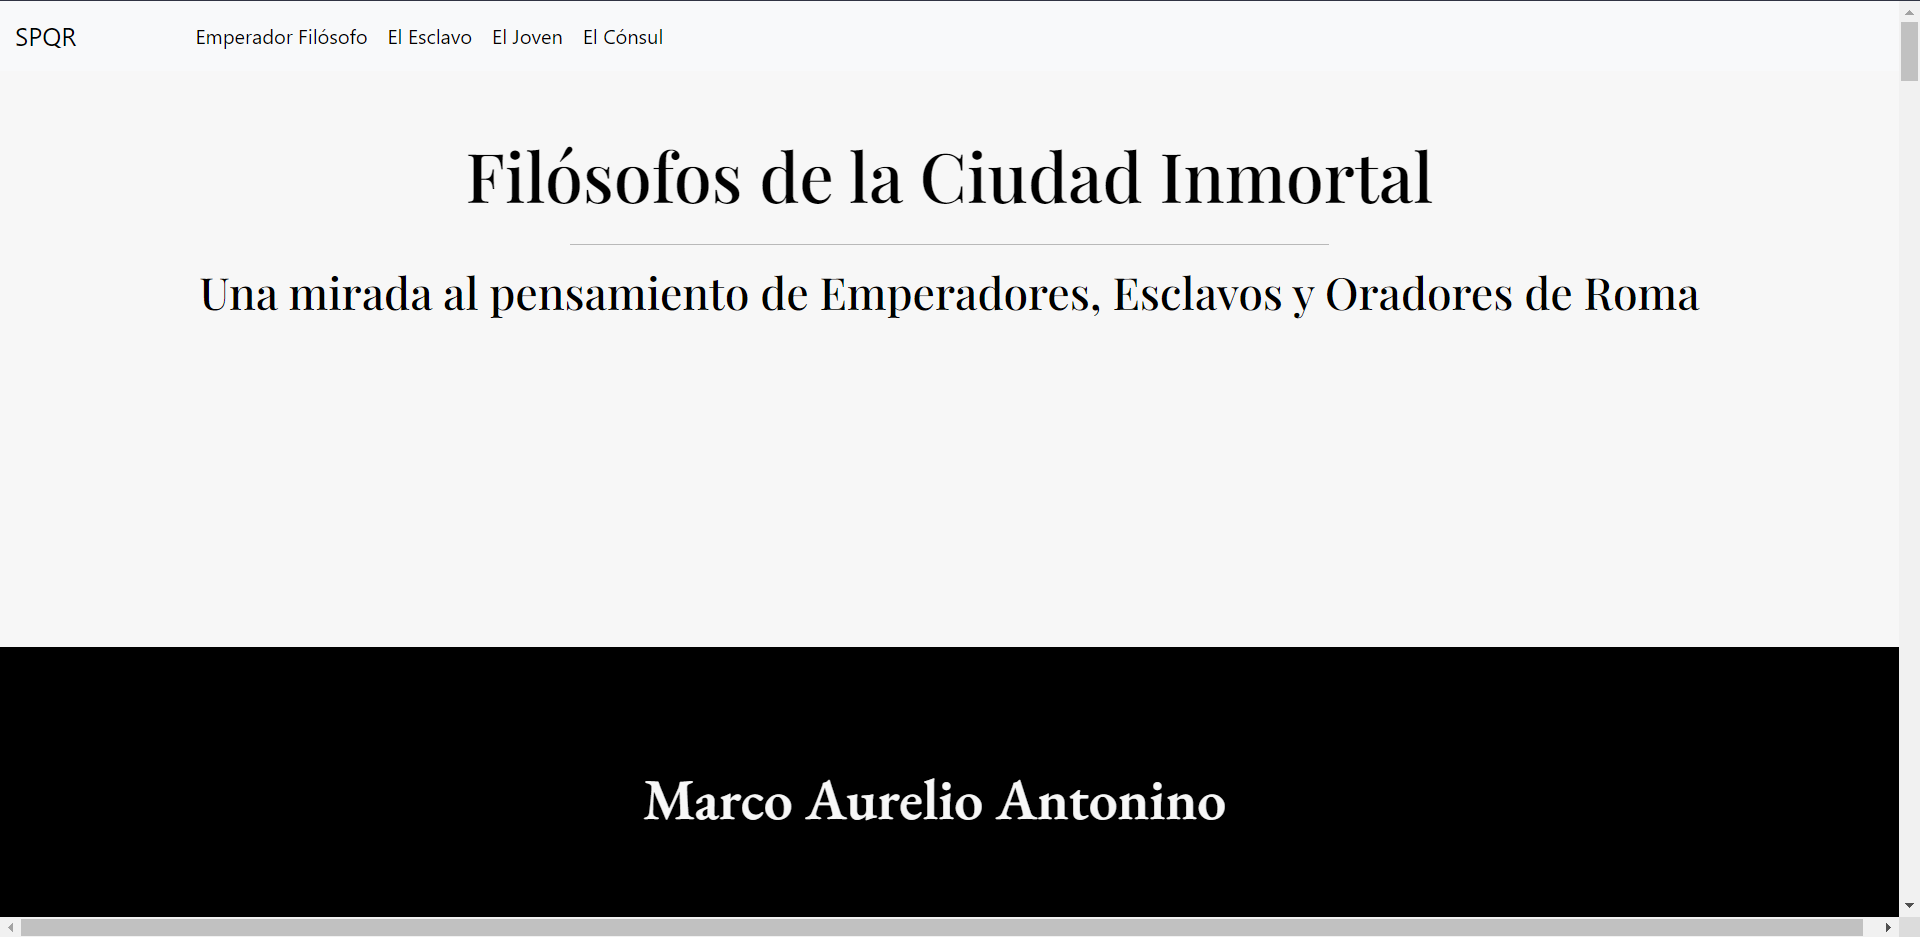 SPQR Emperador Filósofo El Esclavo El Joven El Cónsul
Filósofos de la Ciudad Inmortal
Una mirada al pensamiento de Emperadores, Esclavos y Oradores de Roma
Marco Aurelio Antonino